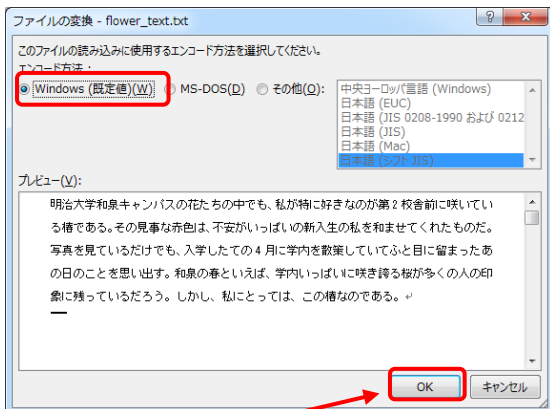 ファイルの変換 - flower_text.txt
このファイルの読み込みに使用するエンコード方法を選択してください。
エンコード方法：
Windows (既定値)(W) MS-DOS(D) その他(O):
中央ヨーロッパ言語 (Windows)
日本語 (EUC)
日本語 (JIS 0208-1990 および 0212
日本語 (JIS)
日本語 (Mac)
日本語 (シフト JIS)
プレビュー(V):
明治大学和泉キャンパスの花たちの中でも、私が特に好きなのが第２校舎前に咲いてい
る椿である。その見事な赤色は、不安がいっぱいの新入生の私を和ませてくれたものだ。
写真を見ているだけでも、入学したての４月に学内を散策していてふと目に留まったあ
の日のことを思い出す。和泉の春といえば、学内いっぱいに咲き誇る桜が多くの人の印
象に残っているだろう。しかし、私にとっては、この椿なのである。↵
OK キャンセル